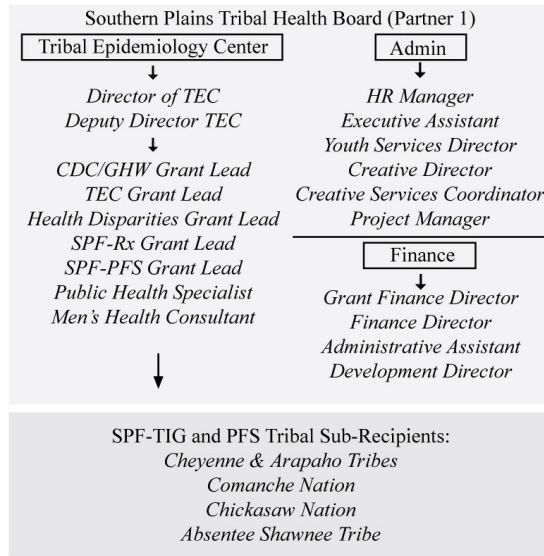 Southern Plains Tribal Health Board (Partner 1)
Tribal Epidemiology Center
Director of TEC
Deputy Director TEC
CDC/GHW Grant Lead
TEC Grant Lead
Health Disparities Grant Lead
SPF-Rx Grant Lead
SPF-PFS Grant Lead
Public Health Specialist
Men's Health Consultant
Admin
HR Manager
Executive Assistant
Youth Services Director
Creative Director
Creative Services Coordinator
Project Manager
Finance
Grant Finance Director
Finance Director
Administrative Assistant
Development Director
SPF-TIG and PFS Tribal Sub-Recipients:
Cheyenne & Arapaho Tribes
Comanche Nation
Chickasaw Nation
Absentee Shawnee Tribe